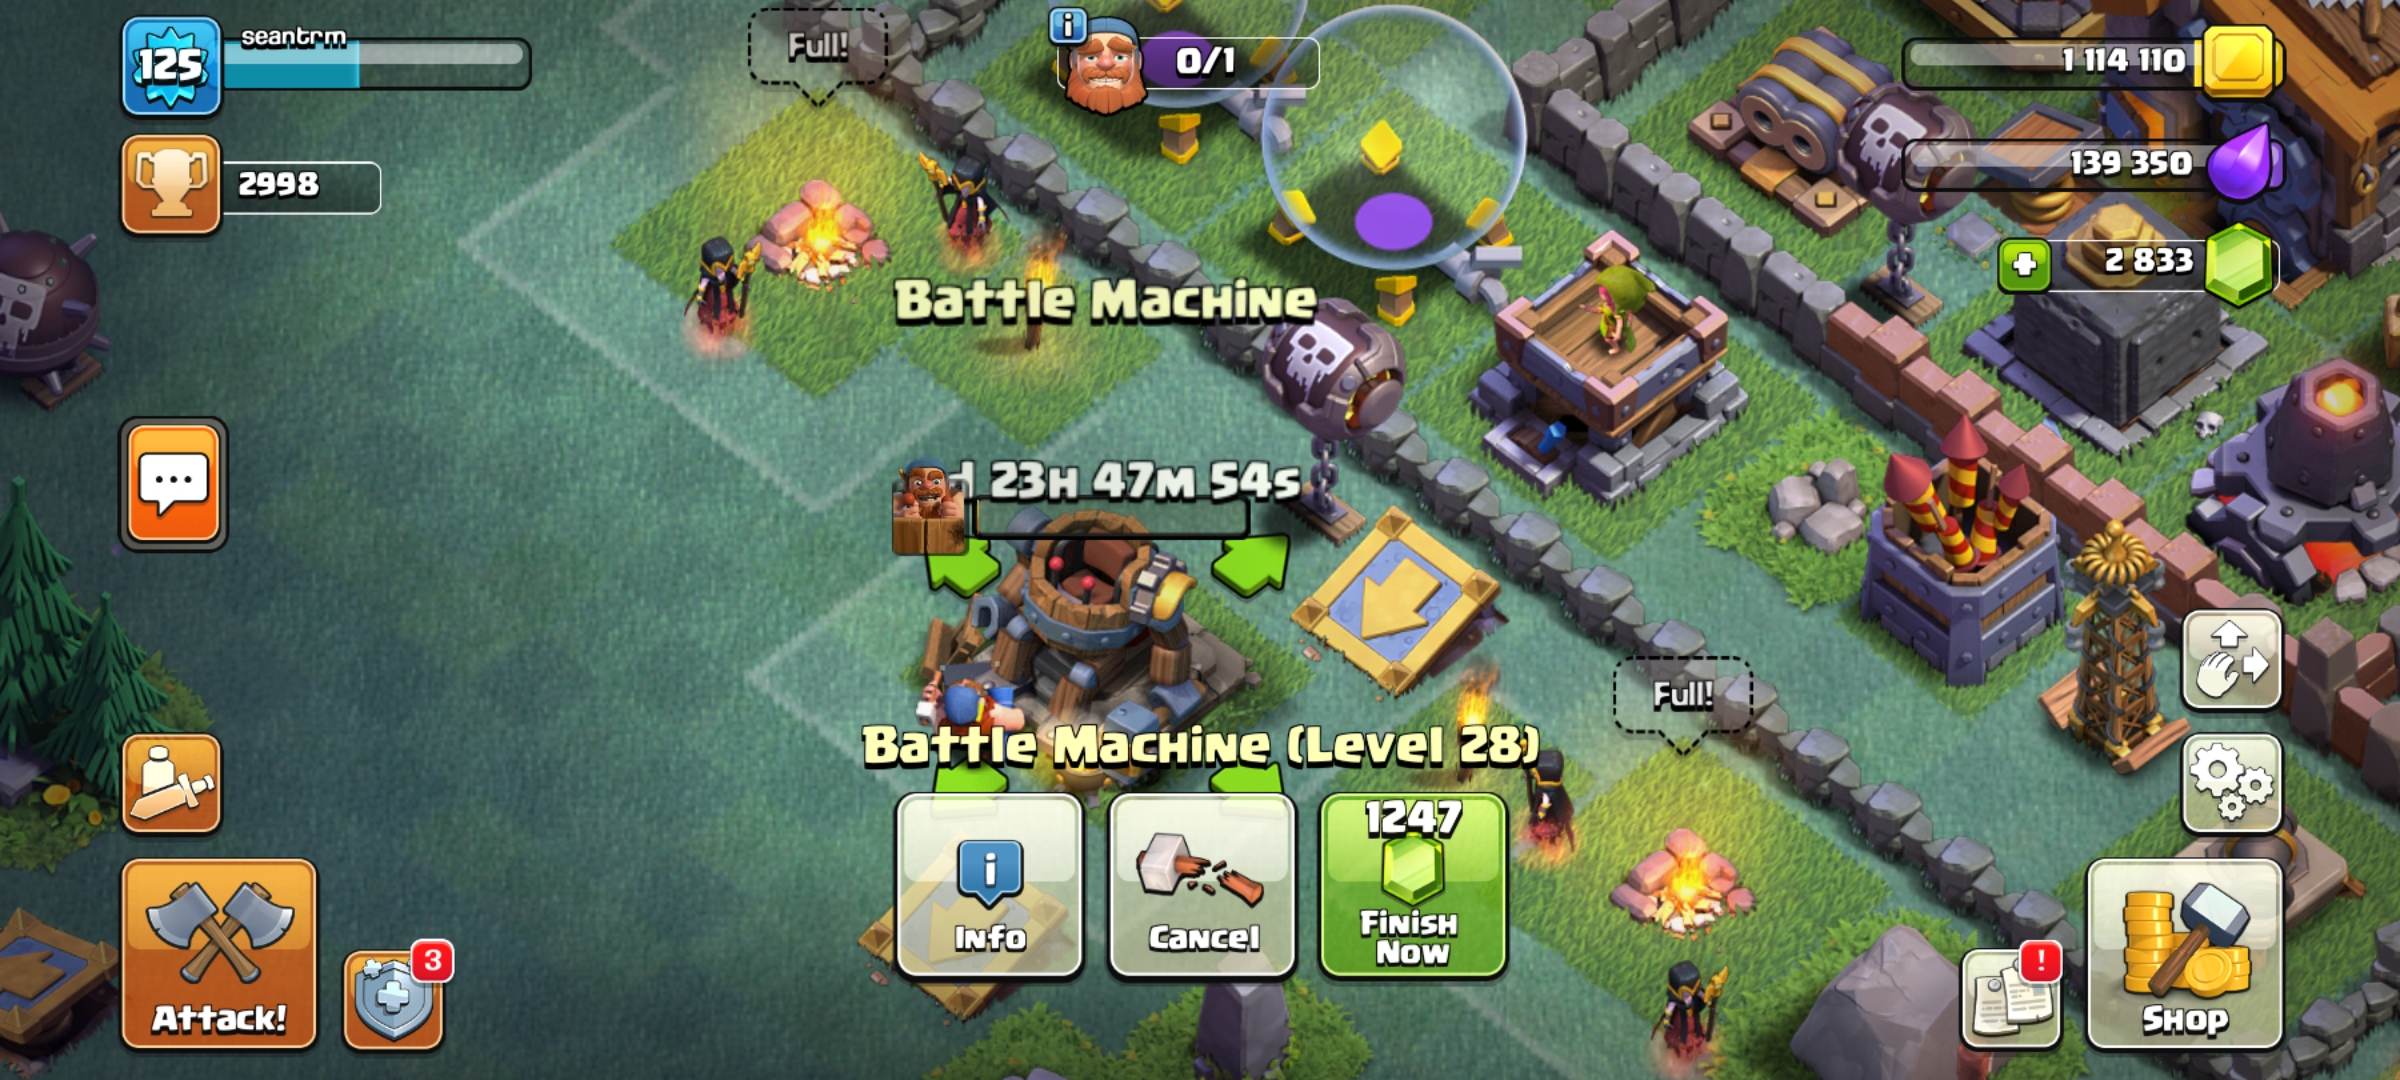 125
seantrm
Full!
i
0/1
1 114 110
2998
139 350
2 833
Battle Machine
23H 47M 54s
Full!
Battle Machine (Level 28)
i
Info
Cancel
1247
Finish
Now
Attack!
3
!
Shop